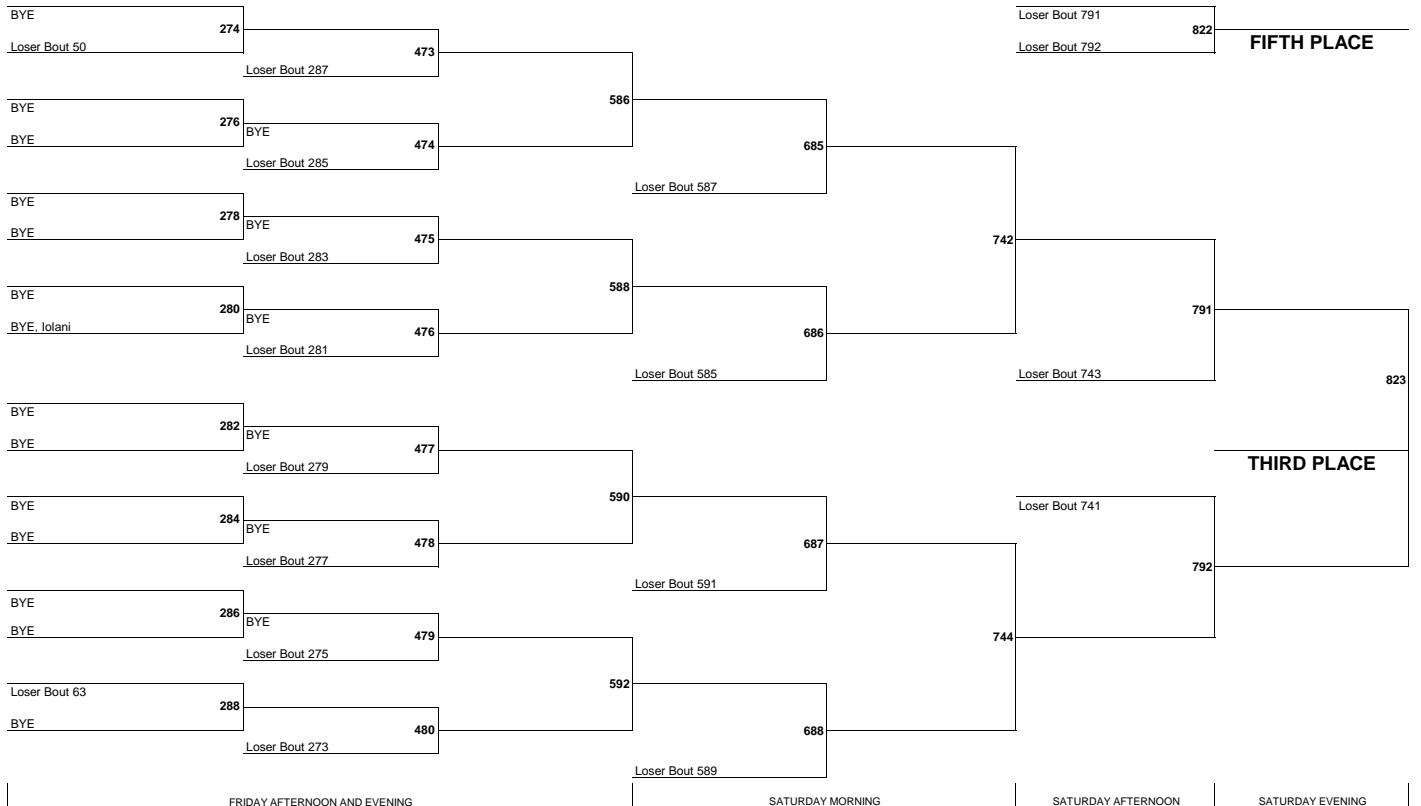 BYE
274
Loser Bout 50
473
Loser Bout 287
586
BYE
276
BYE
BYE
474
Loser Bout 285
685
Loser Bout 587
BYE
278
BYE
BYE
475
Loser Bout 283
742
588
BYE
280
BYE, Iolani
BYE
476
Loser Bout 281
686
Loser Bout 585
791
Loser Bout 743
823
BYE
282
BYE
BYE
477
Loser Bout 279
590
BYE
284
BYE
BYE
478
Loser Bout 277
687
Loser Bout 591
BYE
286
BYE
BYE
479
Loser Bout 275
744
592
Loser Bout 63
288
BYE
480
Loser Bout 273
688
Loser Bout 589
Loser Bout 791
822
Loser Bout 792
FIFTH PLACE
THIRD PLACE
Loser Bout 741
792
FRIDAY AFTERNOON AND EVENING
SATURDAY MORNING
SATURDAY AFTERNOON
SATURDAY EVENING